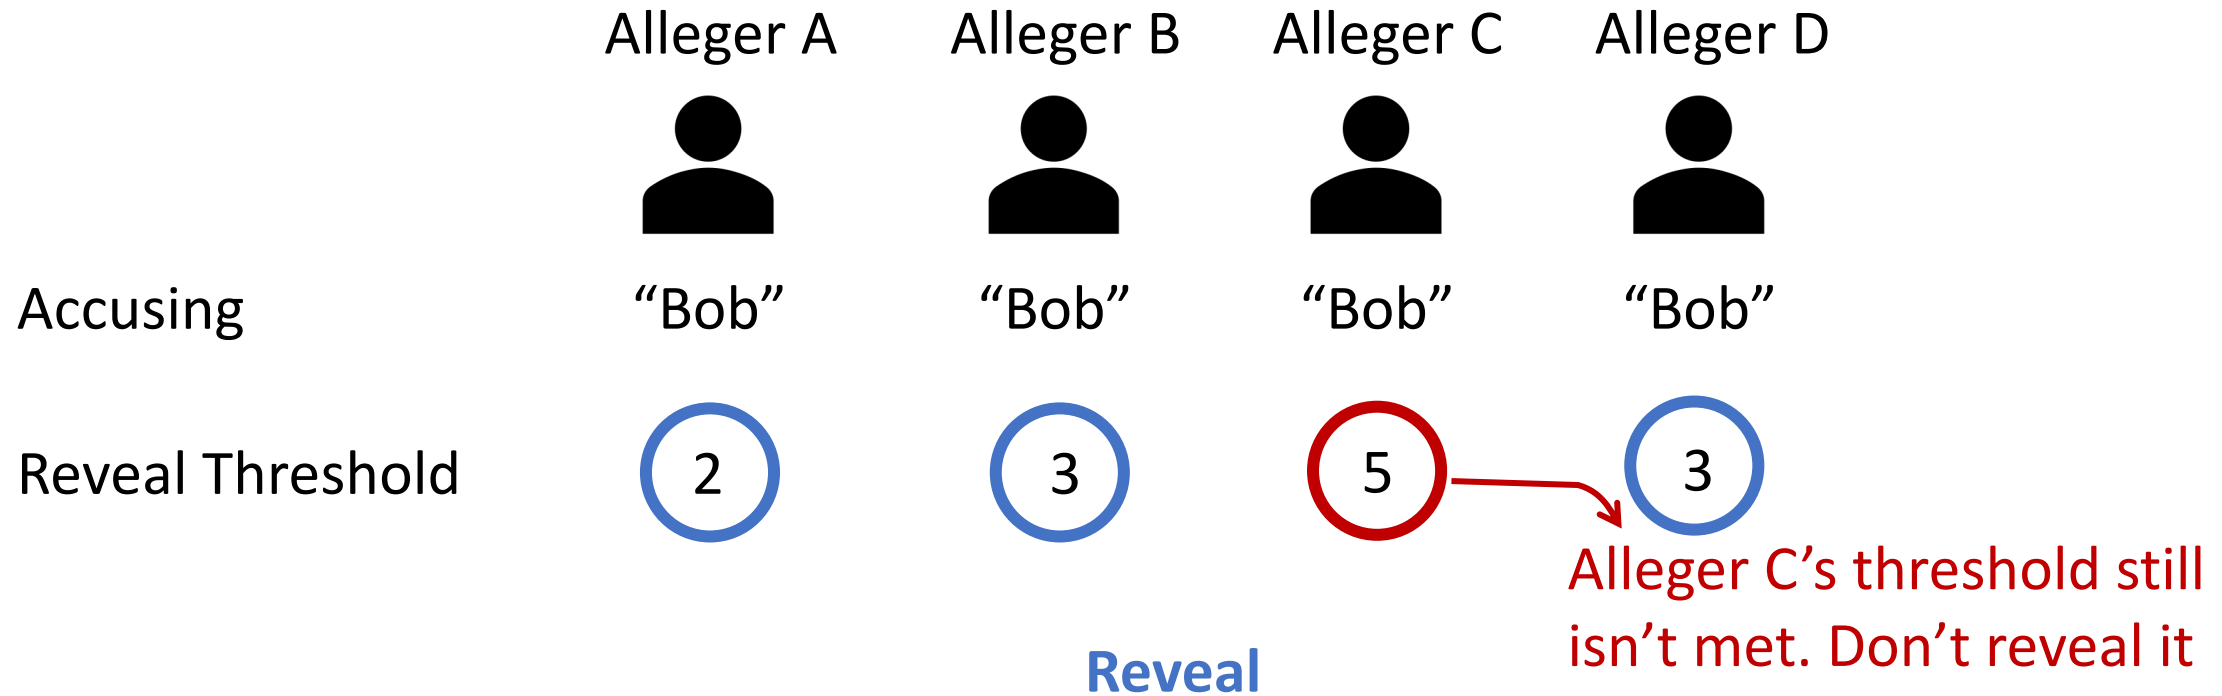 Alleger A Alleger B Alleger C Alleger D
Accusing “Bob” “Bob” “Bob” “Bob”
Reveal Threshold 2 3 5 3
Alleger C’s threshold still
isn’t met. Don’t reveal it
Reveal